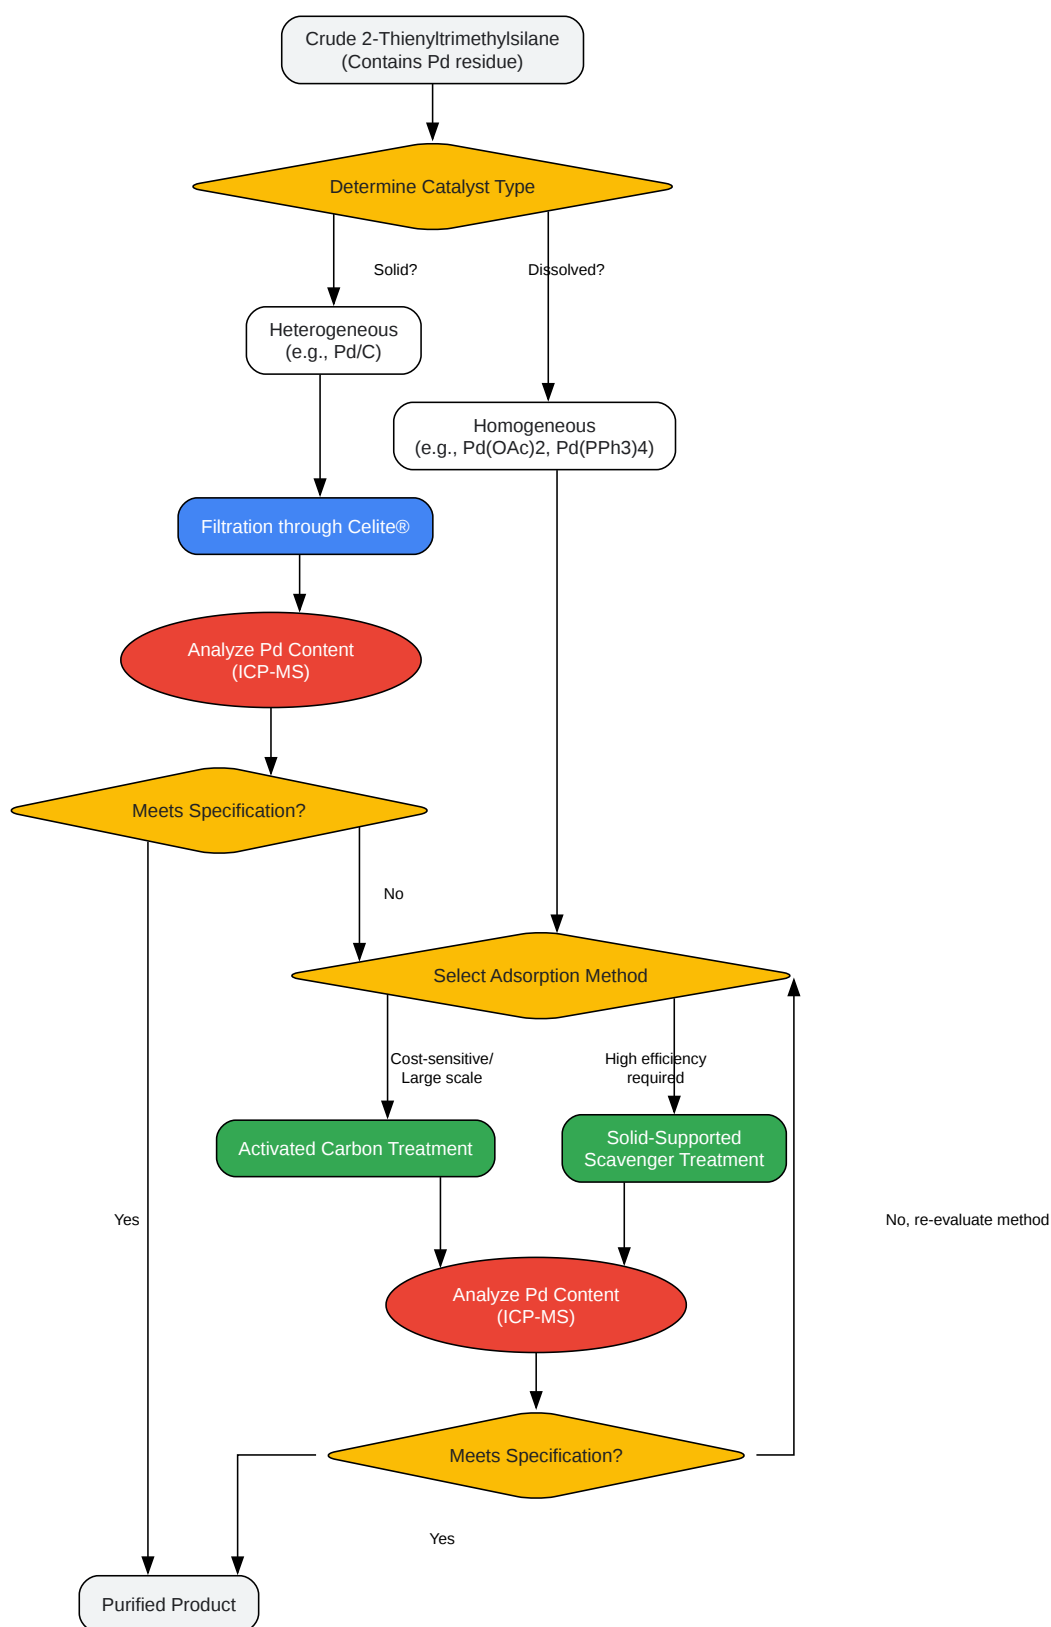 Crude 2-Thienyltrimethylsilane
(Contains Pd residue)
Determine Catalyst Type
Solid?
Dissolved?
Heterogeneous
(e.g., Pd/C)
Homogeneous
(e.g., Pd(OAc)2, Pd(PPh3)4)
Filtration through Celite®
Analyze Pd Content
(ICP-MS)
Meets Specification?
No
Select Adsorption Method
Cost-sensitive/
Large scale
High efficiency
required
Activated Carbon Treatment
Solid-Supported
Scavenger Treatment
Yes
No, re-evaluate method
Analyze Pd Content
(ICP-MS)
Meets Specification?
Yes
Purified Product